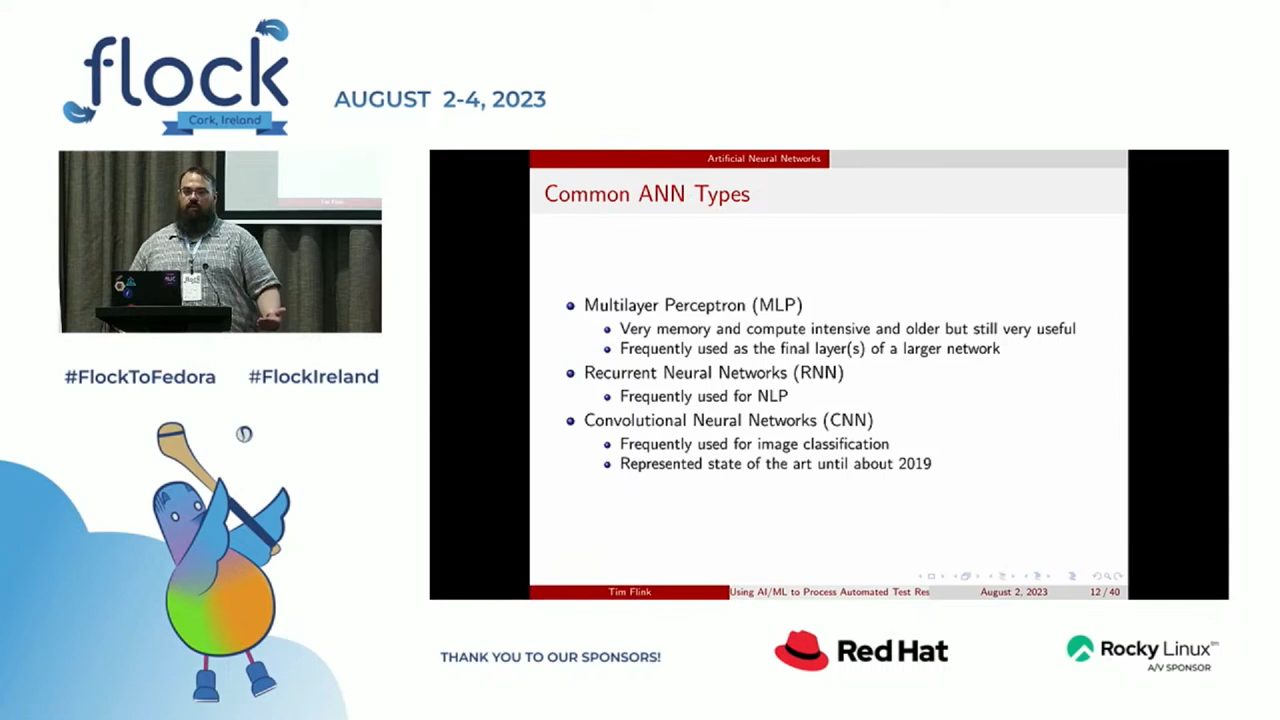 flock
Cork, Ireland
AUGUST 2-4, 2023
Artificial Neural Networks
Common ANN Types
Multilayer Perceptron (MLP)
Very memory and compute intensive and older but still very useful
Frequently used as the final layer(s) of a larger network
Recurrent Neural Networks (RNN)
Frequently used for NLP
Convolutional Neural Networks (CNN)
Frequently used for image classification
Represented state of the art until about 2019
Tim Flink
Using AI/ML to Process Automated Test Res
August 2, 2023
12 / 40
flock
#FlockToFedora #FlockIreland
THANK YOU TO OUR SPONSORS!
Red Hat
Rocky Linux™
A/V SPONSOR